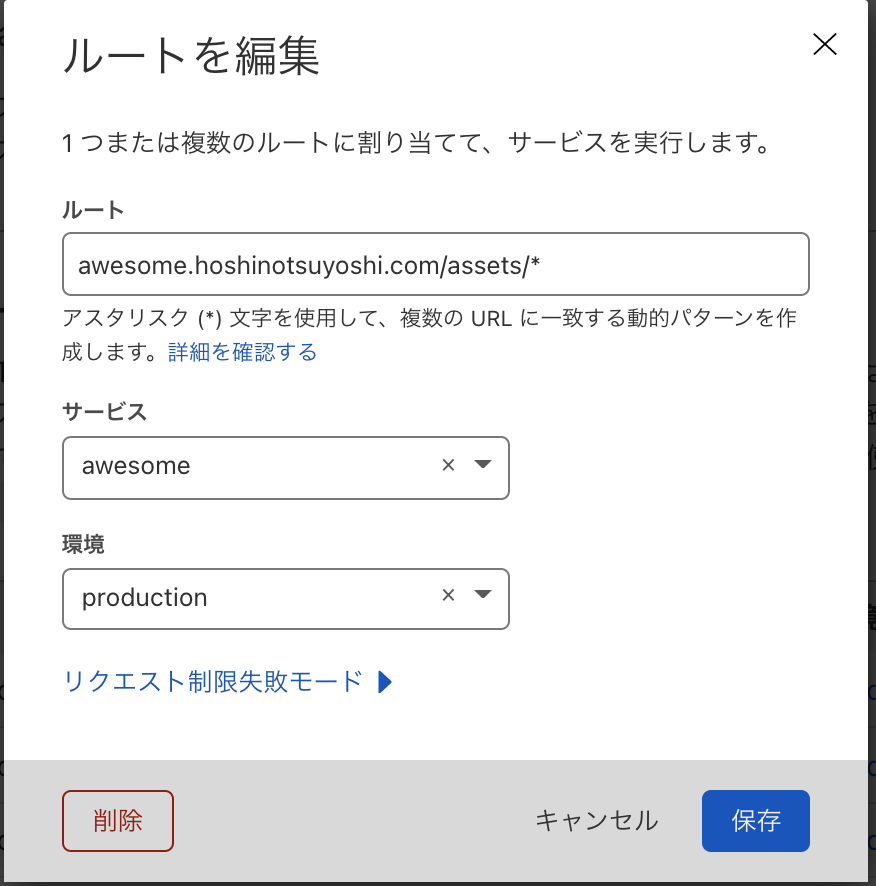 ルートを編集
1 つまたは複数のルートに割り当てて、サービスを実行します。
ルート
awesome.hoshinotsuyoshi.com/assets/*
アスタリスク (*) 文字を使用して、複数の URL に一致する動的パターンを作
成します。詳細を確認する
サービス
awesome
環境
production
リクエスト制限失敗モード
削除
キャンセル
保存